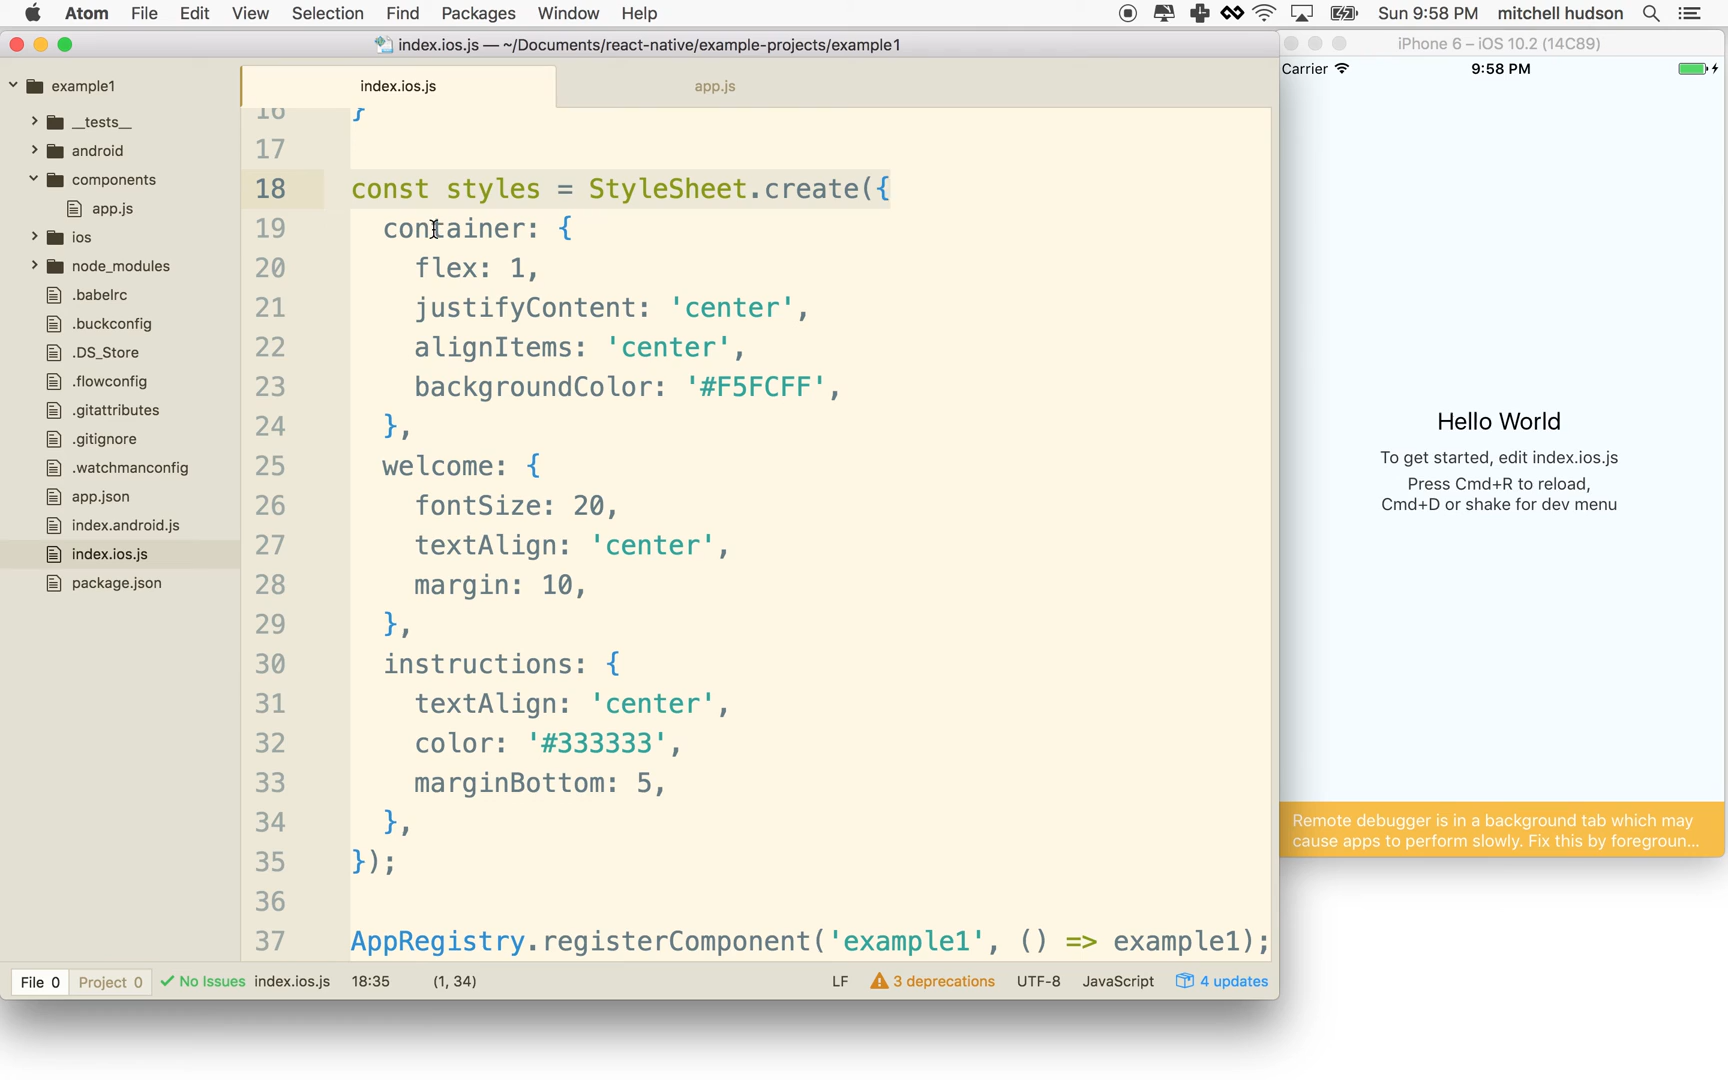 Atom File Edit View Selection Find Packages Window Help Sun 9:58 PM mitchell hudson
index.ios.js — ~/Documents/react-native/example-projects/example1
iPhone 6 – iOS 10.2 (14C89)
Carrier 9:58 PM
example1
__tests__
android
components
app.js
ios
node_modules
.babelrc
.buckconfig
.DS_Store
.flowconfig
.gitattributes
.gitignore
.watchmanconfig
app.json
index.android.js
index.ios.js
package.json
index.ios.js app.js
16 }
17
18 const styles = StyleSheet.create({
19 container: {
20 flex: 1,
21 justifyContent: 'center',
22 alignItems: 'center',
23 backgroundColor: '#F5FCFF',
24 },
25 welcome: {
26 fontSize: 20,
27 textAlign: 'center',
28 margin: 10,
29 },
30 instructions: {
31 textAlign: 'center',
32 color: '#333333',
33 marginBottom: 5,
34 },
35 });
36
37 AppRegistry.registerComponent('example1', () => example1);
File 0 Project 0 No Issues index.ios.js 18:35 (1, 34) LF 3 deprecations UTF-8 JavaScript 4 updates
Hello World
To get started, edit index.ios.js
Press Cmd+R to reload,
Cmd+D or shake for dev menu
Remote debugger is in a background tab which may
cause apps to perform slowly. Fix this by foregroun...